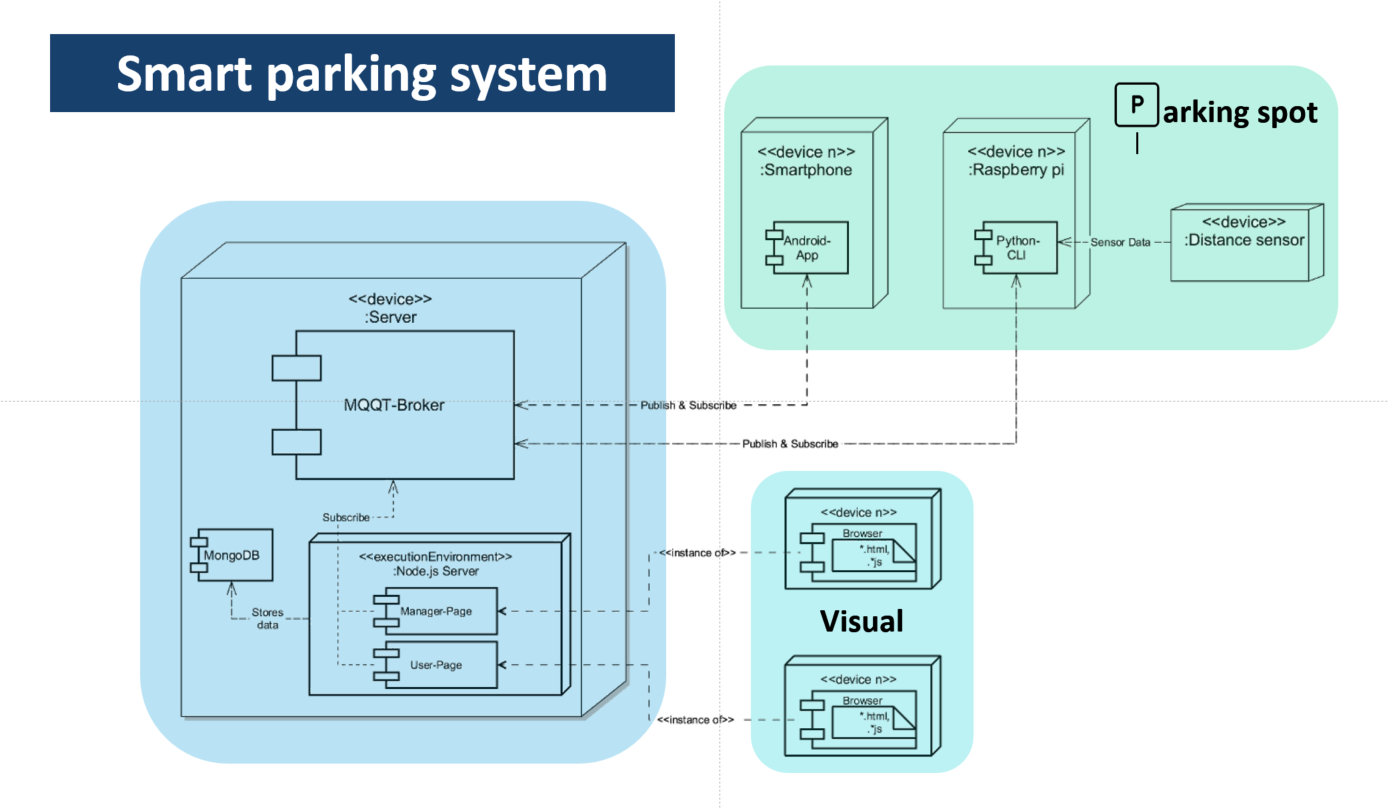 Smart parking system
P arking spot
<<device n>>
:Smartphone
Android-
App
<<device n>>
:Raspberry pi
Python-
CLI
Sensor Data
<<device>>
:Distance sensor
<<device>>
:Server
MQQT-Broker
Publish & Subscribe
Publish & Subscribe
Subscribe
MongoDB
Stores
data
<<executionEnvironment>>
:Node.js Server
Manager-Page
User-Page
<<instance of>>
<<instance of>>
<<device n>>
Browser
*.html,
.*js
Visual
<<device n>>
Browser
*.html,
.*js